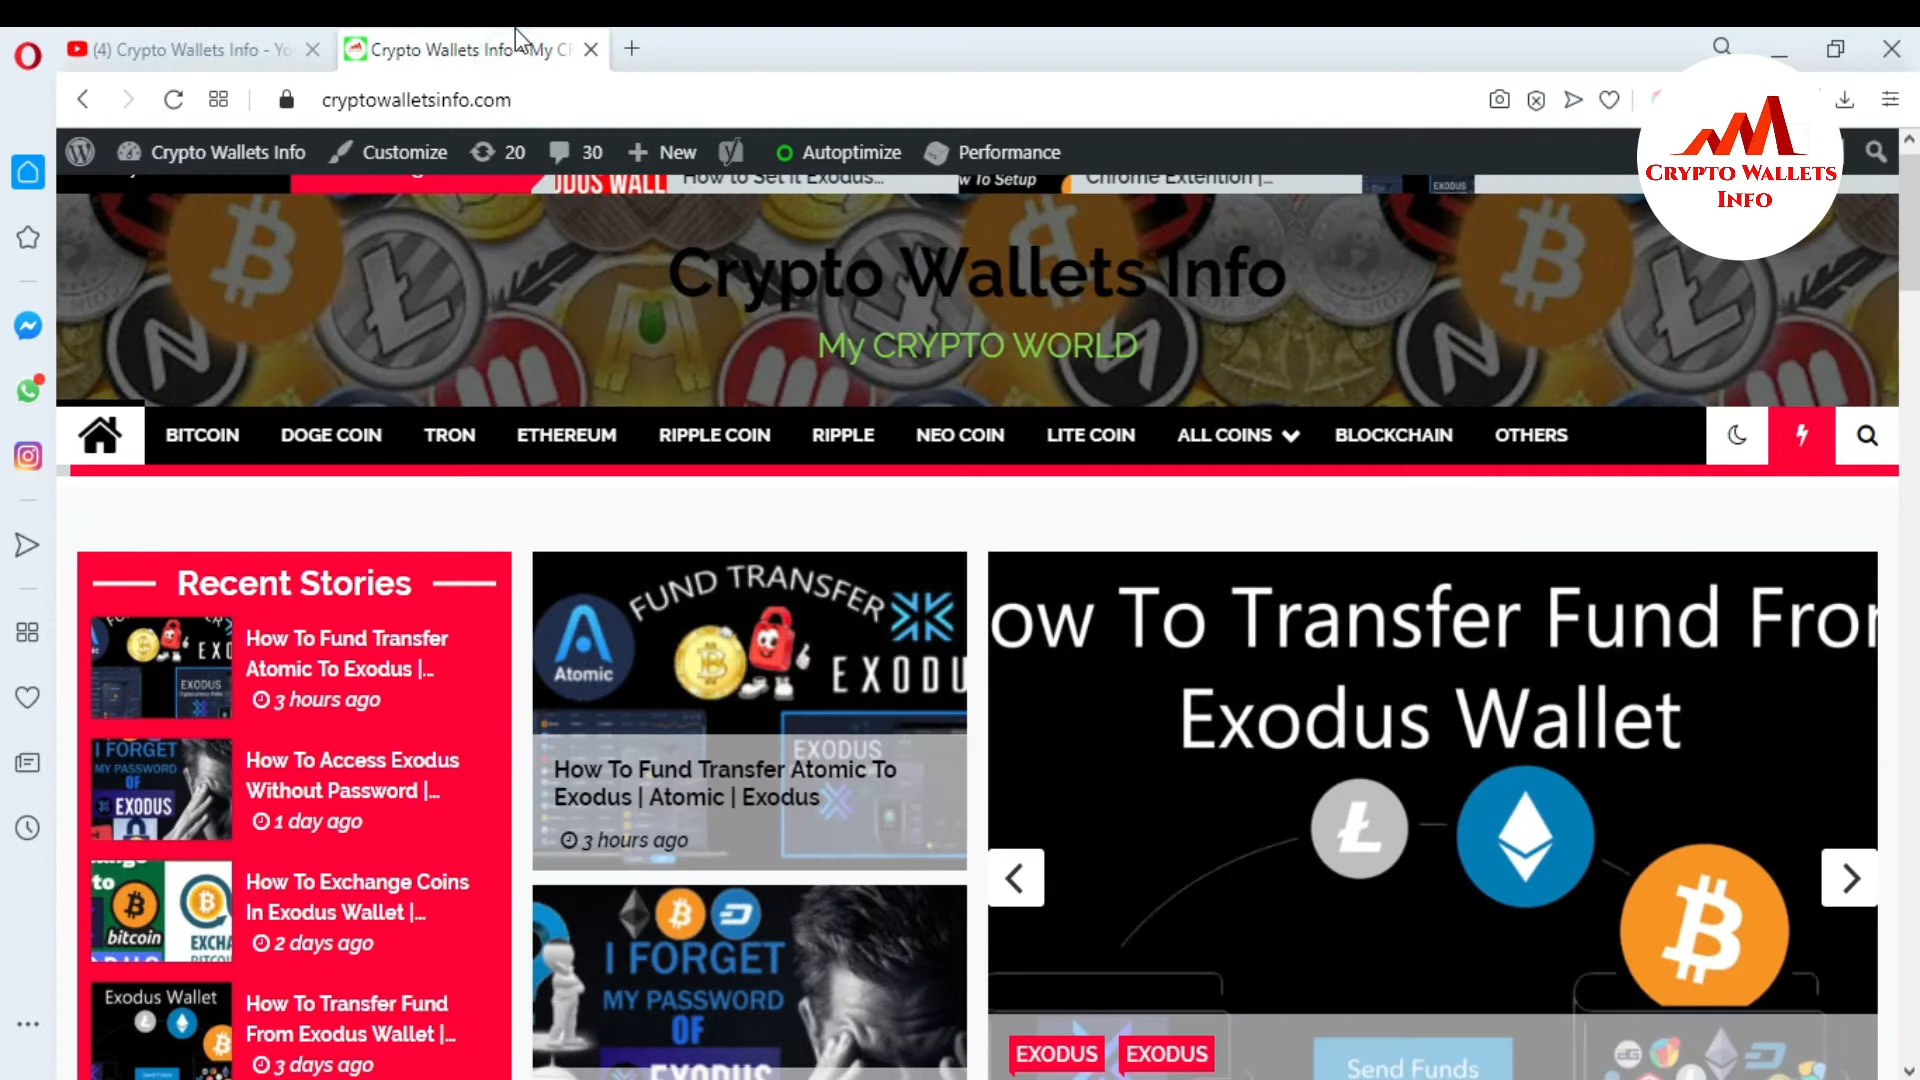 (4) Crypto Wallets Info - Yo
Crypto Wallets Info - My C
cryptowalletsinfo.com
Crypto Wallets Info
Customize
20
30
New
Autoptimize
Performance
CRYPTO WALLETS
INFO
How to Set It Exodus...
Chrome Extention |...
ODUS WALL
w To Setup
EXODUS
Crypto Wallets Info
My CRYPTO WORLD
BITCOIN
DOGE COIN
TRON
ETHEREUM
RIPPLE COIN
RIPPLE
NEO COIN
LITE COIN
ALL COINS
BLOCKCHAIN
OTHERS
Recent Stories
How To Fund Transfer
Atomic To Exodus |...
3 hours ago
EXO
EXODUS
I FORGET
MY PASSWORD
OF
EXODUS
How To Access Exodus
Without Password |...
1 day ago
to
bitcoin
EXCHA
How To Exchange Coins
In Exodus Wallet |...
2 days ago
Exodus Wallet
How To Transfer Fund
From Exodus Wallet |...
3 days ago
FUND TRANSFER
Atomic
EXODU
EXODUS
How To Fund Transfer Atomic To
Exodus | Atomic | Exodus
3 hours ago
I FORGET
MY PASSWORD
OF
EXODUS
ow To Transfer Fund Fro
Exodus Wallet
EXODUS
EXODUS
Send Funds